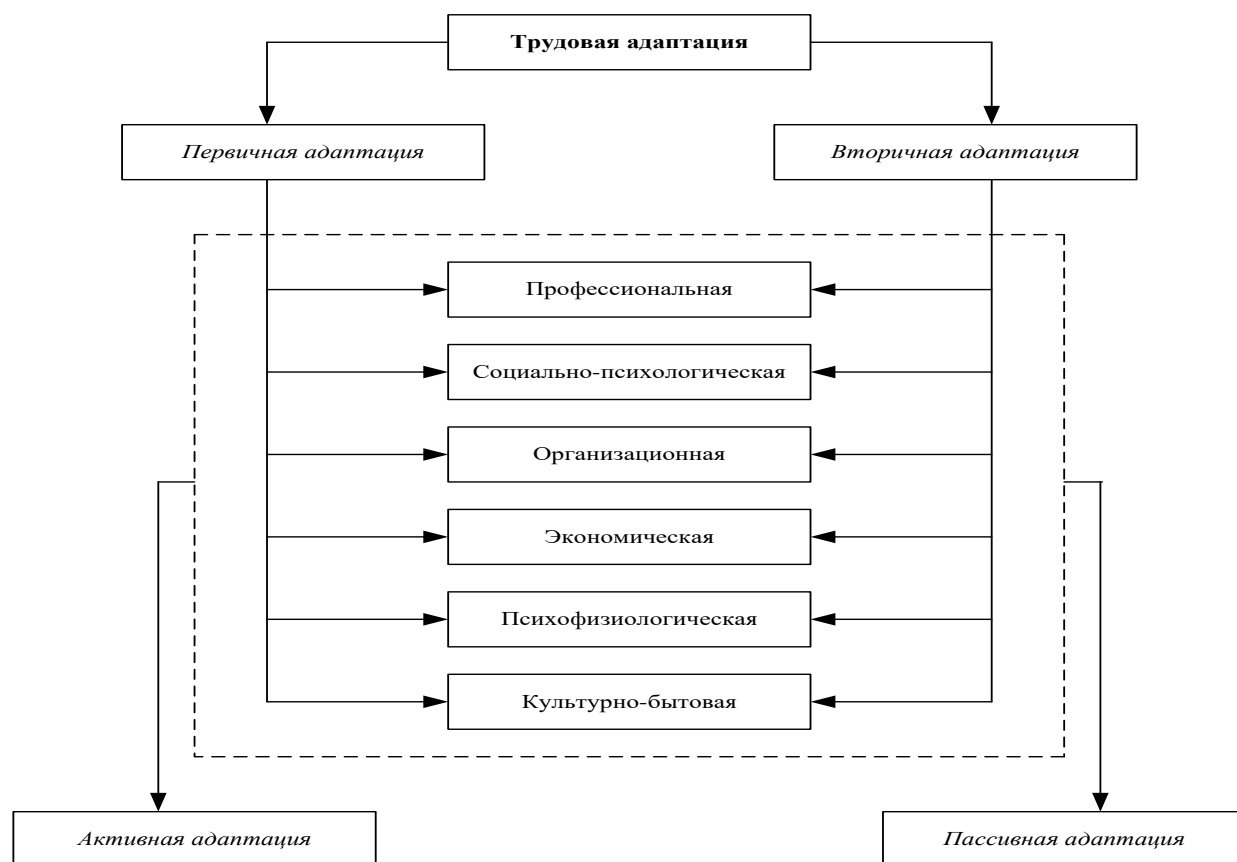 Трудовая адаптация
Первичная адаптация
Вторичная адаптация
Профессиональная
Социально-психологическая
Организационная
Экономическая
Психофизиологическая
Культурно-бытовая
Активная адаптация
Пассивная адаптация